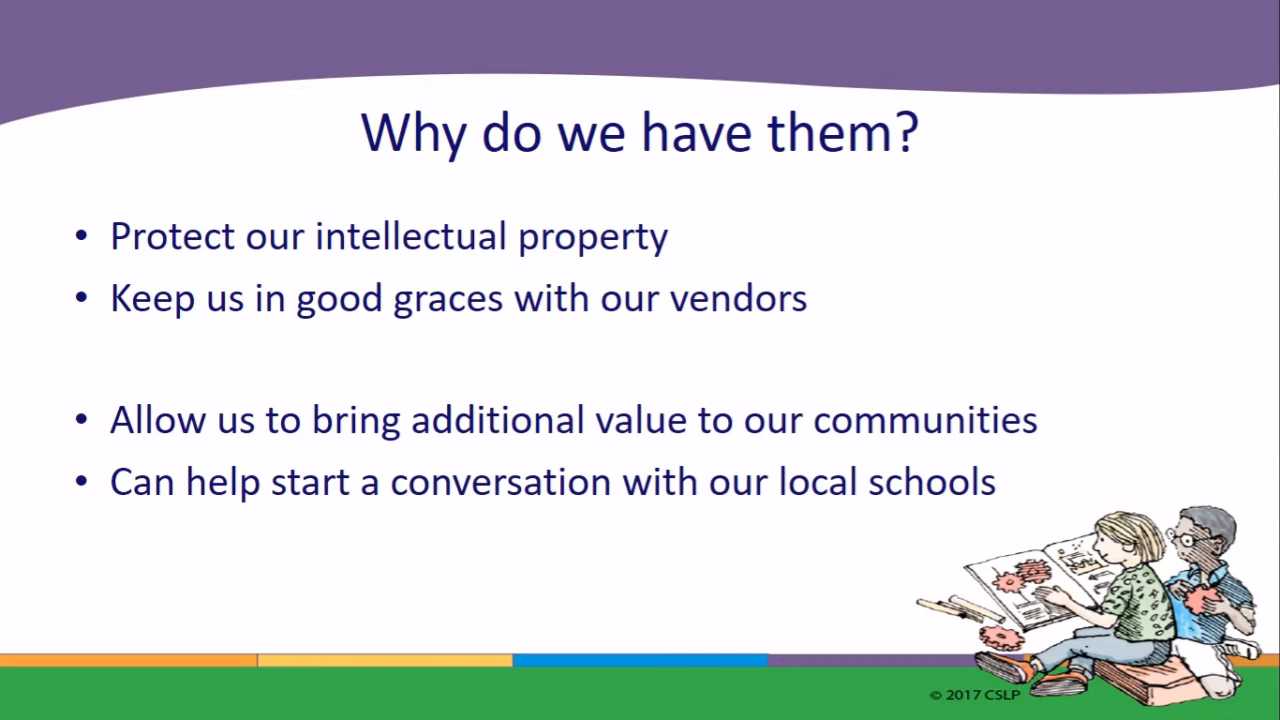 Why do we have them?
• Protect our intellectual property
• Keep us in good graces with our vendors
• Allow us to bring additional value to our communities
• Can help start a conversation with our local schools
© 2017 CSLP